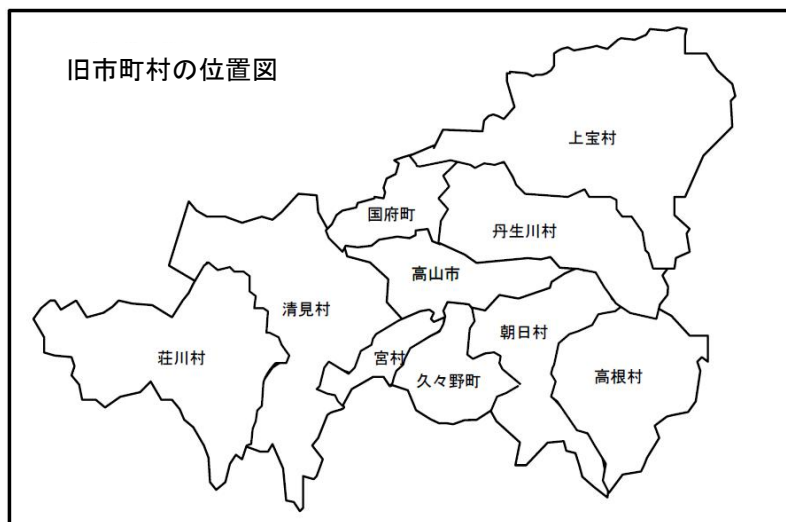 旧市町村の位置図
上宝村
国府町
丹生川村
高山市
清見村
朝日村
荘川村
宮村
高根村
久々野町